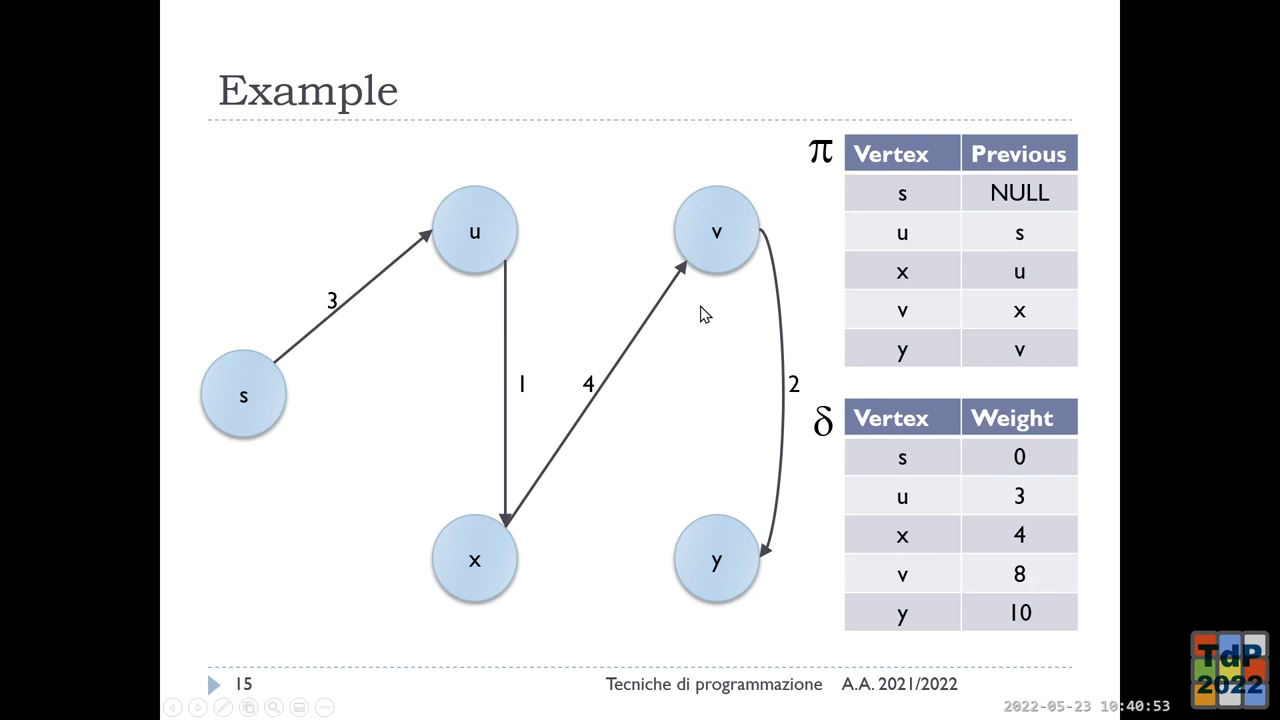 Example
π
Vertex Previous
s NULL
u s
x u
v x
y v
u
v
3
s
1
4
2
x
y
δ
Vertex Weight
s 0
u 3
x 4
v 8
y 10
15
Tecniche di programmazione A.A. 2021/2022
TdP
2022
2022-05-23 10:40:53